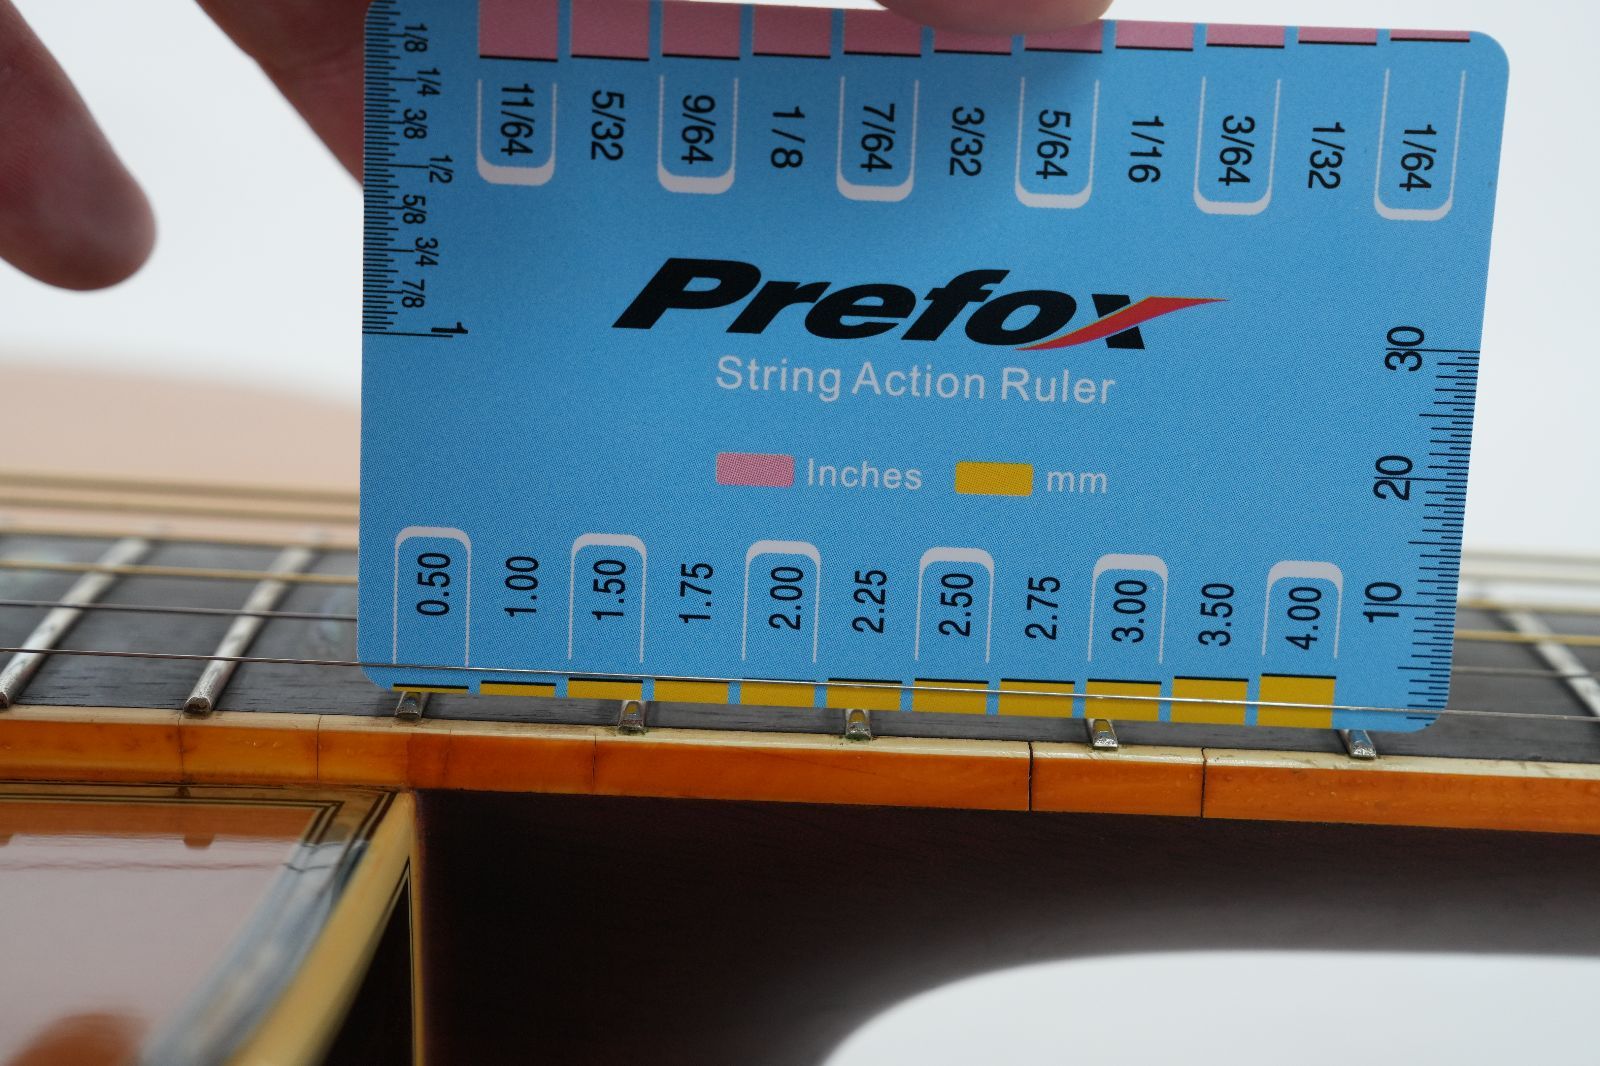 1/8 1/4 3/8 1/2 5/8 3/4 7/8 1
11/64 5/32 9/64 1/8 7/64 3/32 5/64 1/16 3/64 1/32 1/64
Prefox
String Action Ruler
Inches mm
30
20
10
0.50 1.00 1.50 1.75 2.00 2.25 2.50 2.75 3.00 3.50 4.00